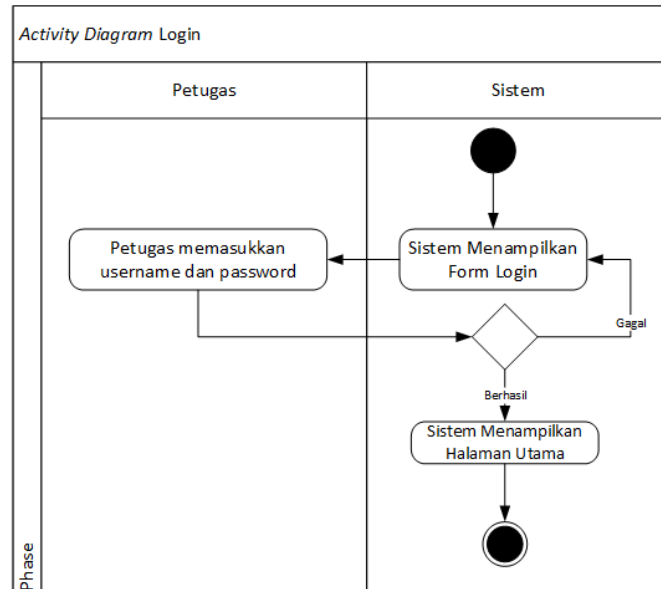 Activity Diagram Login
Petugas
Sistem
Petugas memasukkan
username dan password
Sistem Menampilkan
Form Login
Gagal
Berhasil
Sistem Menampilkan
Halaman Utama
Phase